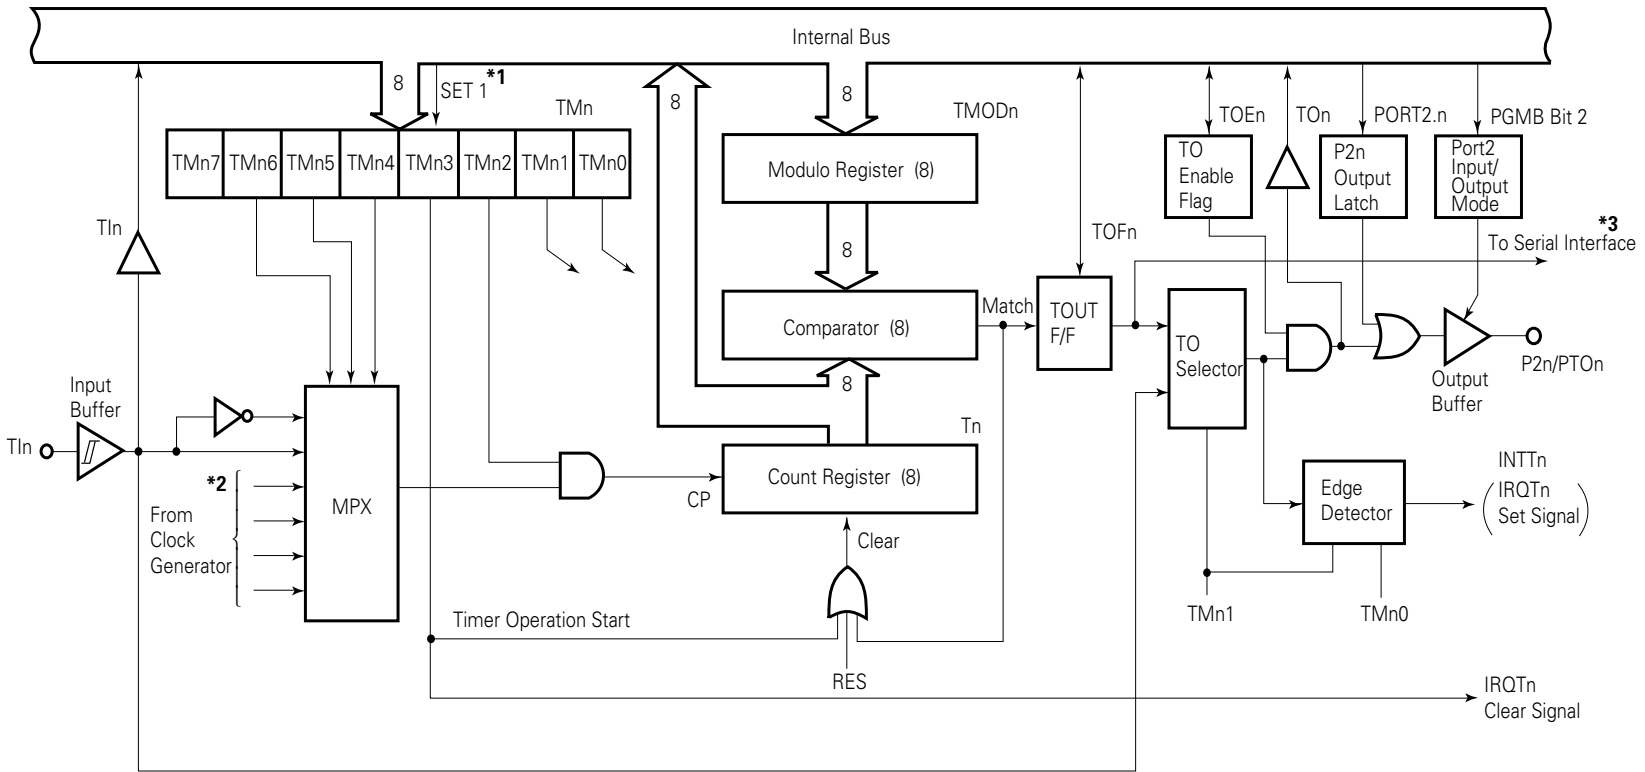 Internal Bus
8
SET 1 *1
TMn
8
8
TMODn
TOEn
TOn
PORT2.n
PGMB Bit 2
TMn7
TMn6
TMn5
TMn4
TMn3
TMn2
TMn1
TMn0
Modulo Register (8)
TO
Enable
Flag
P2n
Output
Latch
Port2
Input/
Output
Mode
TIn
8
TOFn
*3
To Serial Interface
Comparator (8)
Match
TOUT
F/F
TO
Selector
Output
Buffer
P2n/PTOn
8
Input
Buffer
TIn
*2
From
Clock
Generator
MPX
CP
Tn
Count Register (8)
Clear
Edge
Detector
INTTn
IRQTn
Set Signal
TMn1
TMn0
Timer Operation Start
RES
IRQTn
Clear Signal